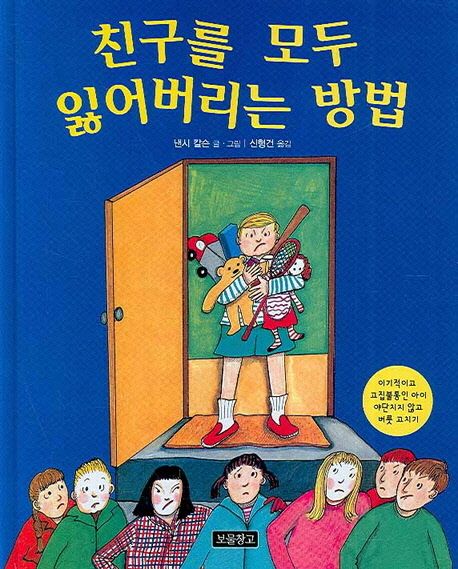 친구를 모두
잃어버리는 방법
낸시 칼슨 글·그림 | 신형건 옮김
이기적이고
고집불통인 아이
야단치지 않고
버릇 고치기
보물창고